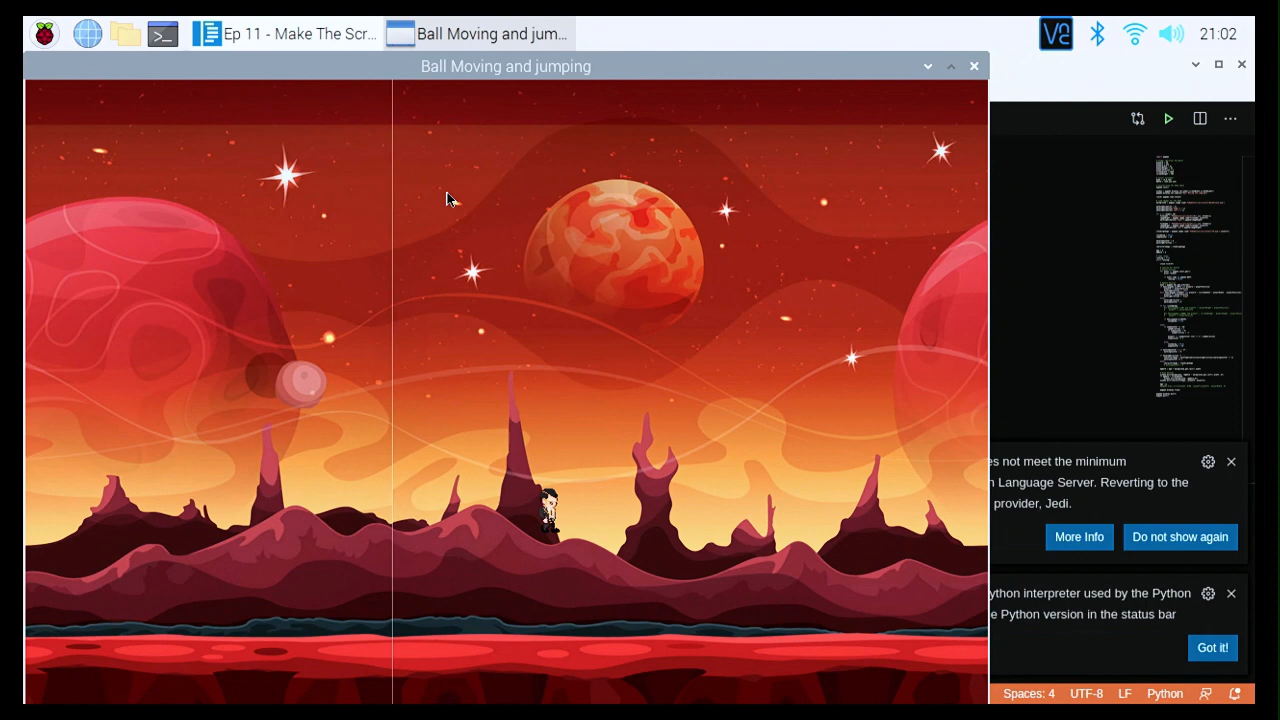 Ep 11 - Make The Scr...
Ball Moving and jum...
21:02
Ball Moving and jumping
es not meet the minimum
n Language Server. Reverting to the
provider, Jedi.
More Info
Do not show again
ython interpreter used by the Python
e Python version in the status bar
Got it!
Spaces: 4
UTF-8
LF
Python